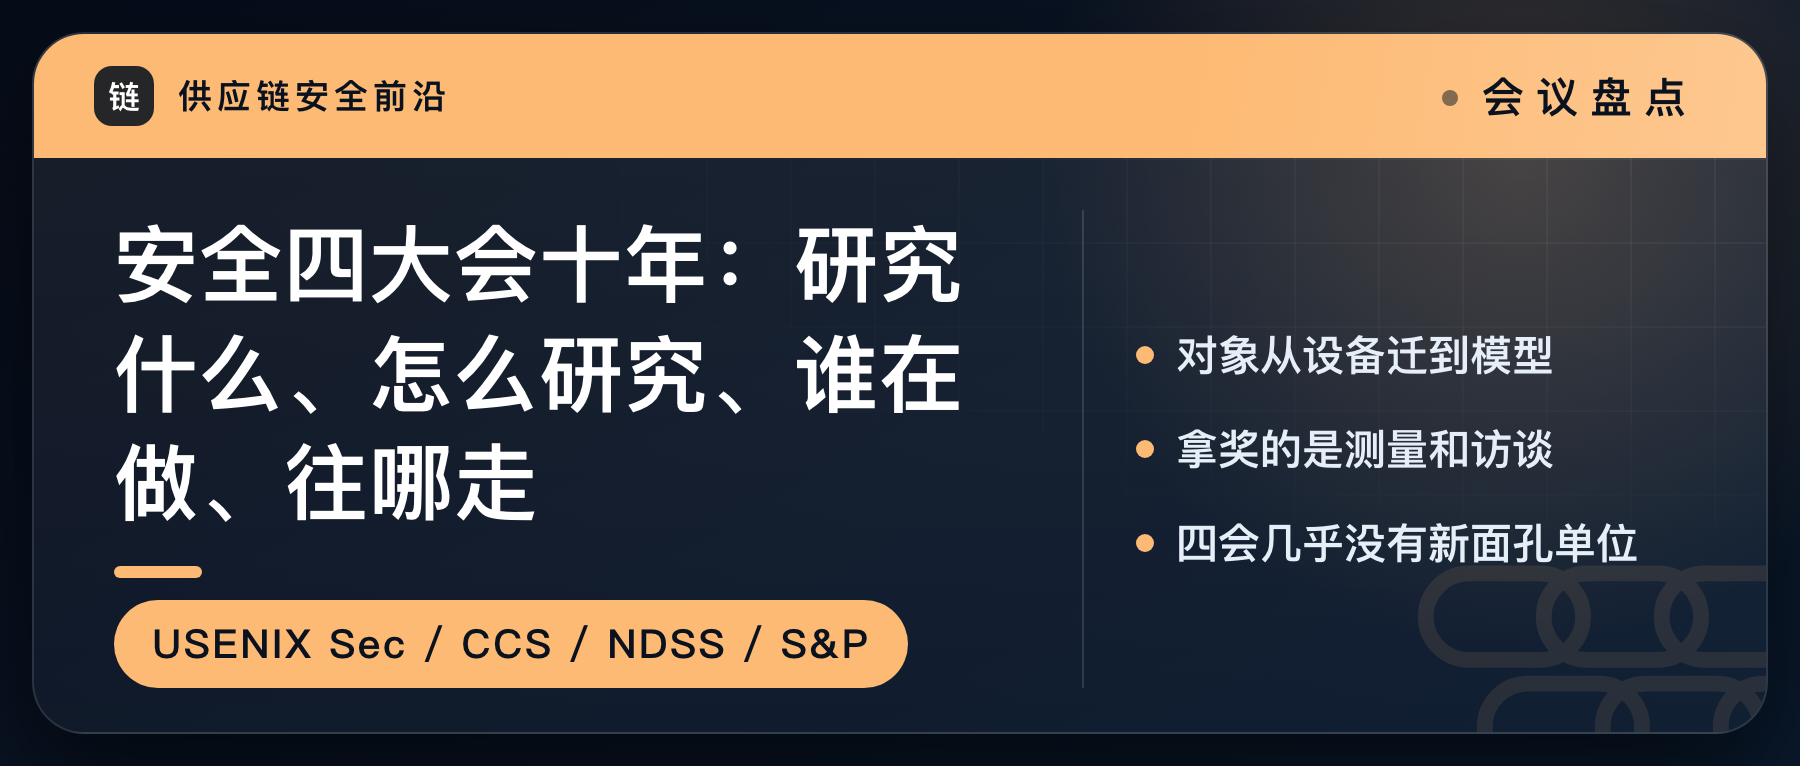 链 供应链安全前沿
会议盘点
安全四大会十年：研究
什么、怎么研究、谁在
做、往哪走
USENIX Sec / CCS / NDSS / S&P
对象从设备迁到模型
拿奖的是测量和访谈
四会几乎没有新面孔单位